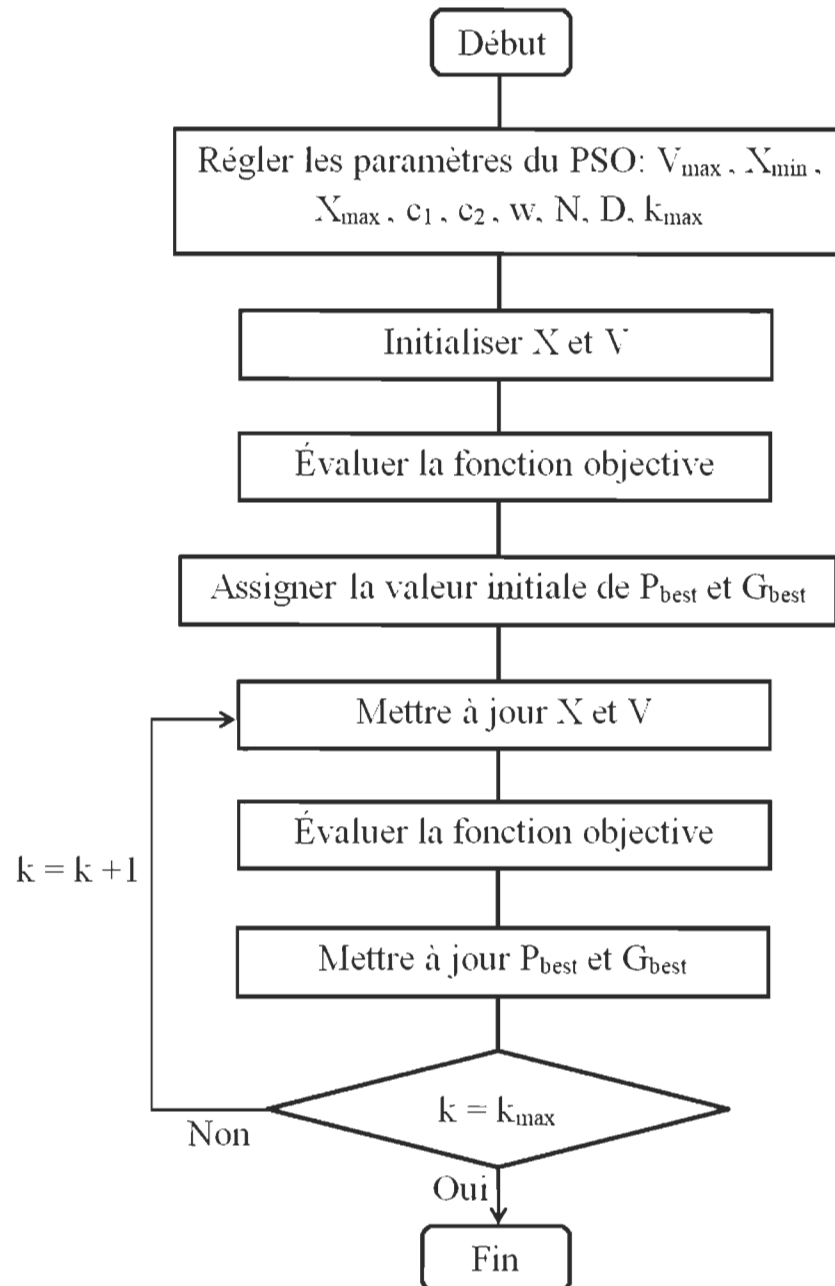 Début
Régler les paramètres du PSO: Vmax, Xmin,
Xmax, c1, c2, w, N, D, kmax
Initialiser X et V
Évaluer la fonction objective
Assigner la valeur initiale de Pbest et Gbest
Mettre à jour X et V
Évaluer la fonction objective
k = k +1
Mettre à jour Pbest et Gbest
k = kmax
Non
Oui
Fin